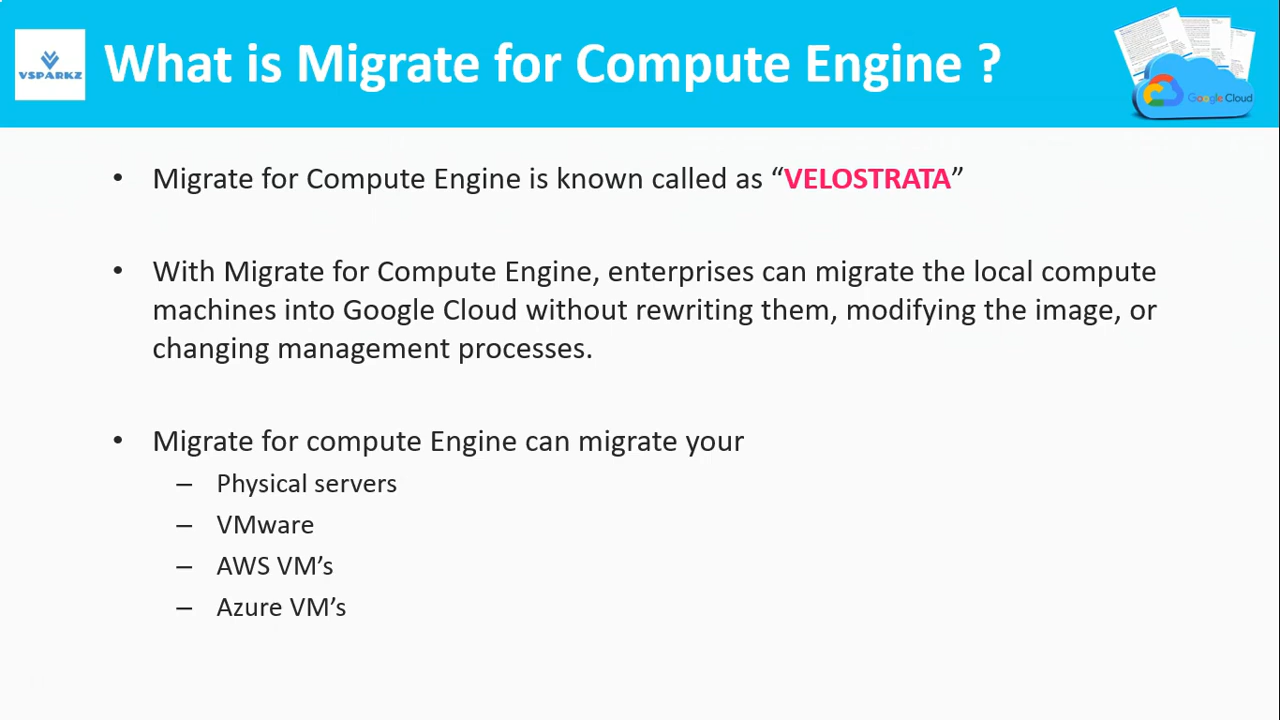 VSPARKZ
What is Migrate for Compute Engine ?
Google Cloud
• Migrate for Compute Engine is known called as “VELOSTRATA”
• With Migrate for Compute Engine, enterprises can migrate the local compute
machines into Google Cloud without rewriting them, modifying the image, or
changing management processes.
• Migrate for compute Engine can migrate your
– Physical servers
– VMware
– AWS VM’s
– Azure VM’s